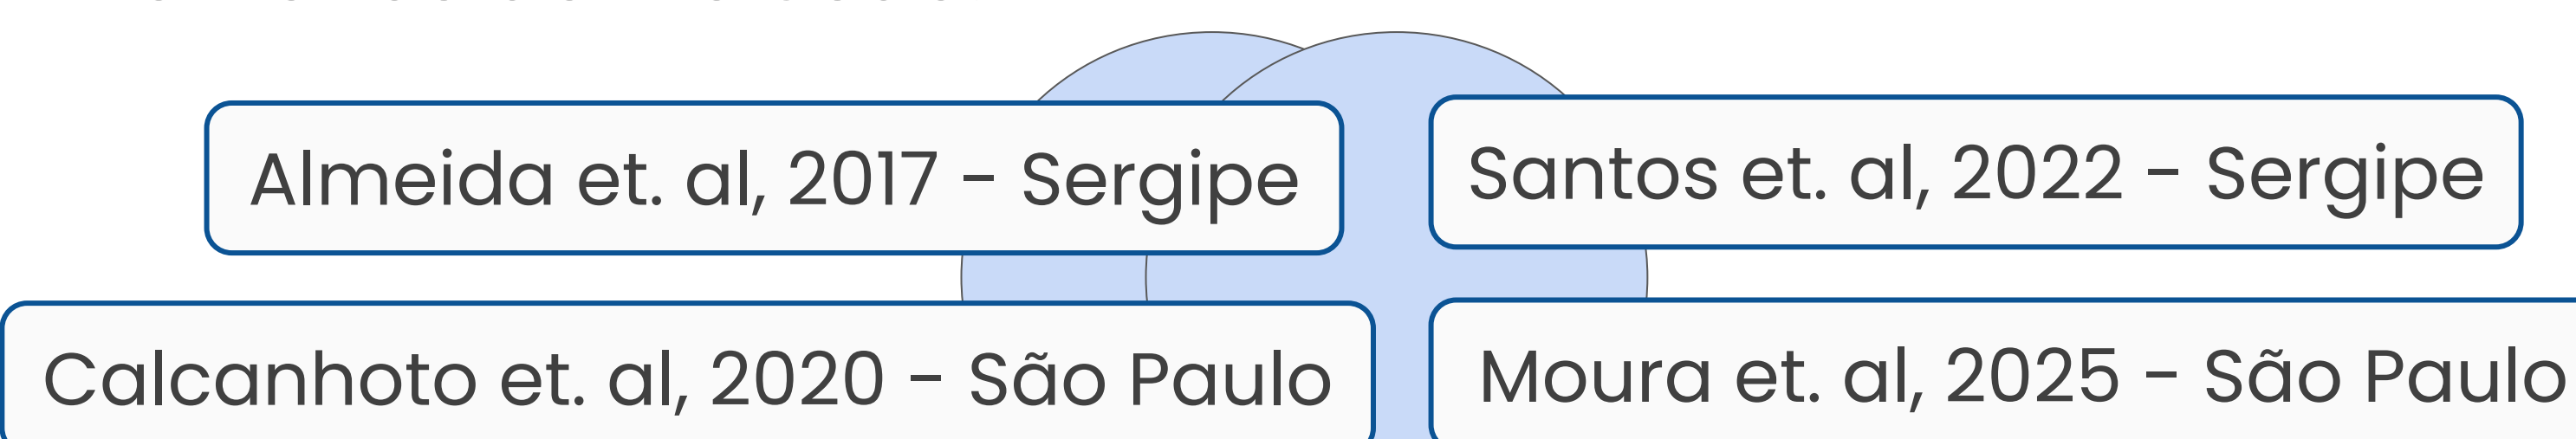 Almeida et. al, 2017 - Sergipe
Santos et. al, 2022 - Sergipe
Calcanhoto et. al, 2020 - São Paulo
Moura et. al, 2025 - São Paulo